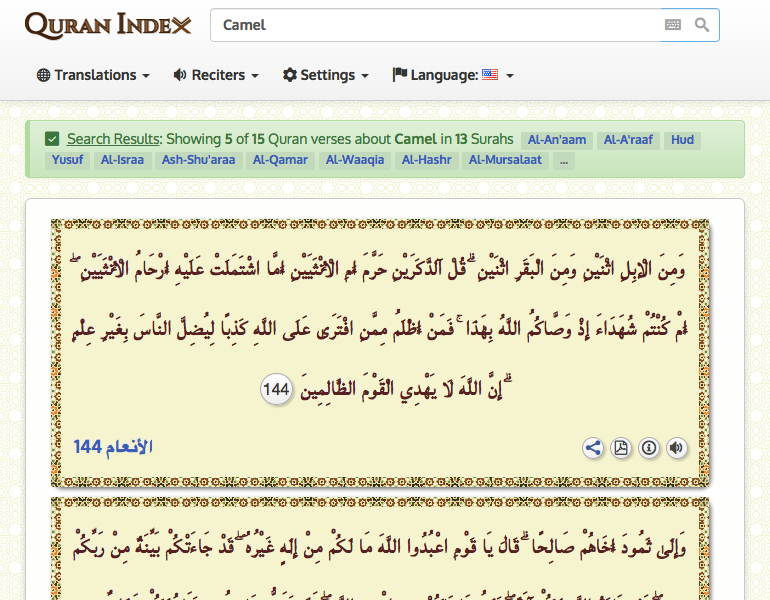 QURAN INDEX
Camel
Translations Reciters Settings Language:
Search Results: Showing 5 of 15 Quran verses about Camel in 13 Surahs Al-An'aam Al-A'raaf Hud
Yusuf Al-Israa Ash-Shu'araa Al-Qamar Al-Waaqia Al-Hashr Al-Mursalaat ...
وَمِنَ الْإِبِلِ اثْنَيْنِ وَمِنَ الْبَقَرِ اثْنَيْنِ ۗ قُلْ آلذَّكَرَيْنِ حَرَّمَ أَمِ الْأُنْثَيَيْنِ أَمَّا اشْتَمَلَتْ عَلَيْهِ أَرْحَامُ الْأُنْثَيَيْنِ ۖ
أَمْ كُنْتُمْ شُهَدَاءَ إِذْ وَصَّاكُمُ اللَّهُ بِهَٰذَا ۚ فَمَنْ أَظْلَمُ مِمَّنِ افْتَرَىٰ عَلَى اللَّهِ كَذِبًا لِيُضِلَّ النَّاسَ بِغَيْرِ عِلْمٍ
ۗ إِنَّ اللَّهَ لَا يَهْدِي الْقَوْمَ الظَّالِمِينَ 144
الأنعام 144
وَإِلَىٰ ثَمُودَ أَخَاهُمْ صَالِحًا ۗ قَالَ يَا قَوْمِ اعْبُدُوا اللَّهَ مَا لَكُمْ مِنْ إِلَٰهٍ غَيْرُهُ ۖ قَدْ جَاءَتْكُمْ بَيِّنَةٌ مِنْ رَبِّكُمْ